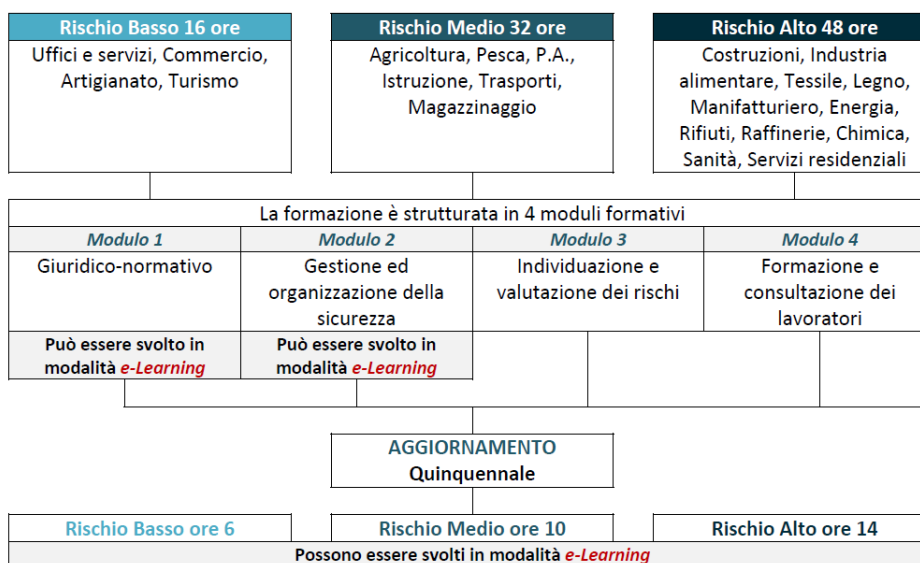 Rischio Basso 16 ore
Uffici e servizi, Commercio,
Artigianato, Turismo
Rischio Medio 32 ore
Agricoltura, Pesca, P.A.,
Istruzione, Trasporti,
Magazzinaggio
Rischio Alto 48 ore
Costruzioni, Industria
alimentare, Tessile, Legno,
Manifatturiero, Energia,
Rifiuti, Raffinerie, Chimica,
Sanità, Servizi residenziali
La formazione è strutturata in 4 moduli formativi
Modulo 1
Giuridico-normativo
Può essere svolto in
modalità e-Learning
Modulo 2
Gestione ed
organizzazione della
sicurezza
Può essere svolto in
modalità e-Learning
Modulo 3
Individuazione e
valutazione dei rischi
Modulo 4
Formazione e
consultazione dei
lavoratori
AGGIORNAMENTO
Quinquennale
Rischio Basso ore 6
Rischio Medio ore 10
Rischio Alto ore 14
Possono essere svolti in modalità e-Learning